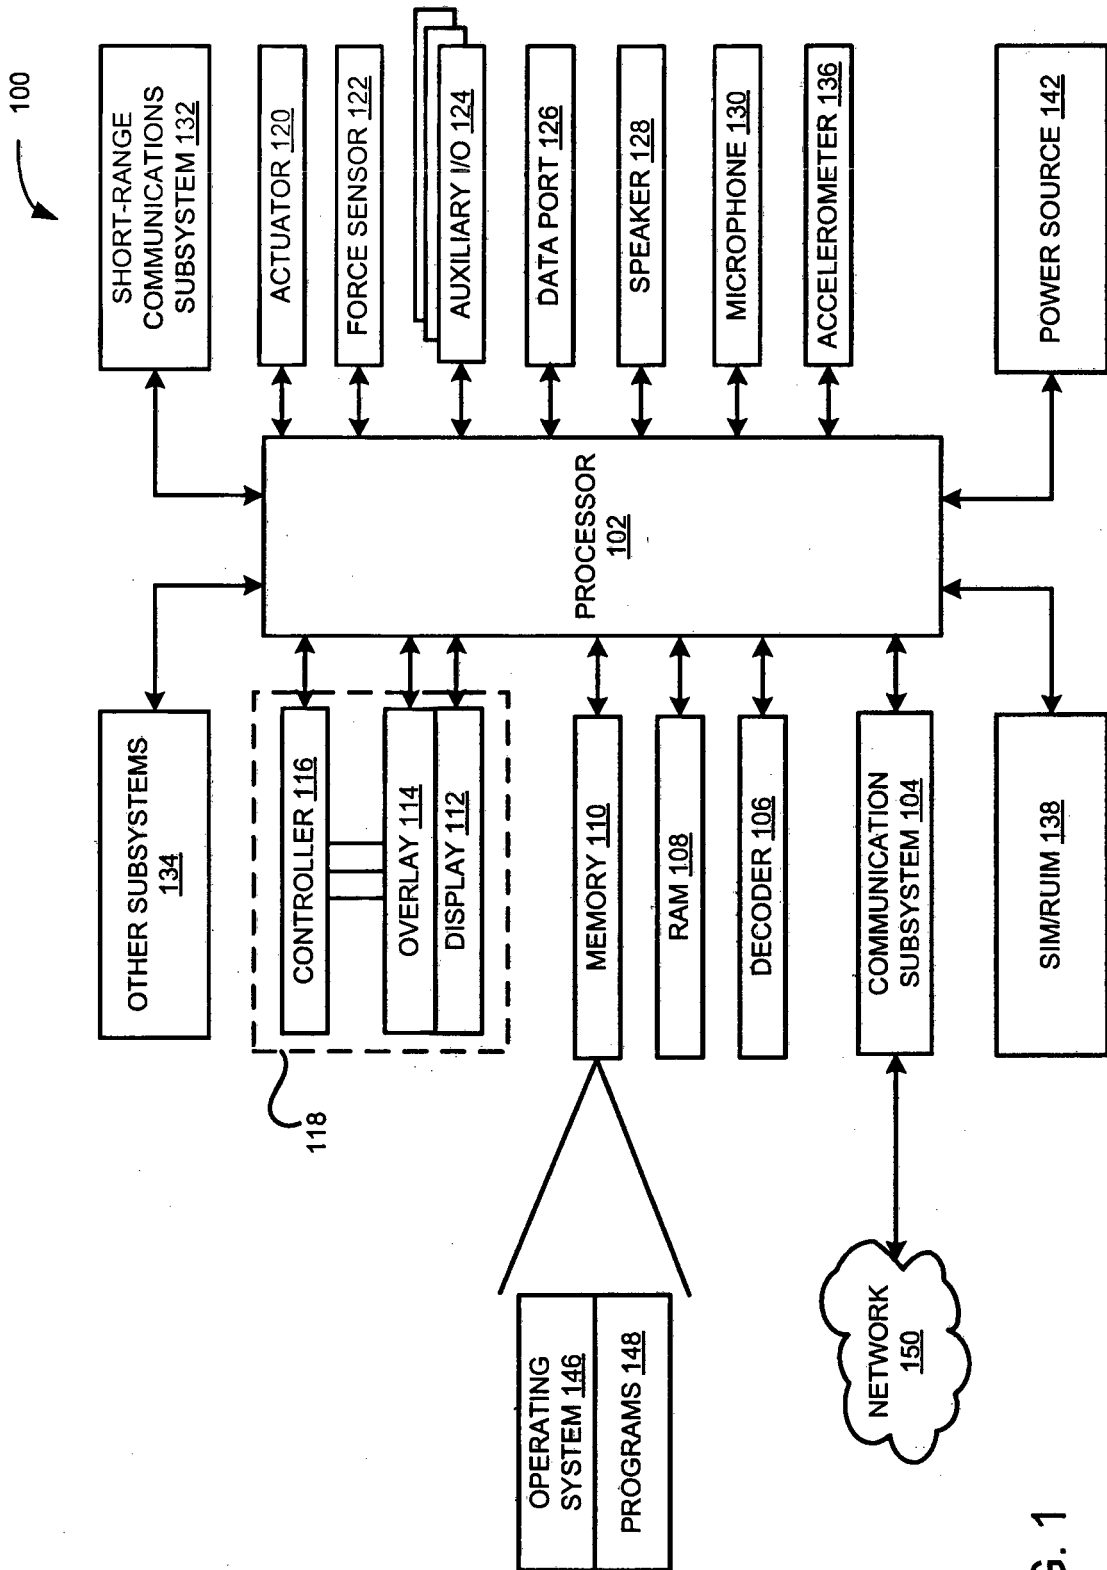 100
OTHER SUBSYSTEMS
134
SHORT-RANGE
COMMUNICATIONS
SUBSYSTEM 132
118
CONTROLLER 116
OVERLAY 114
DISPLAY 112
ACTUATOR 120
FORCE SENSOR 122
AUXILIARY I/O 124
OPERATING
SYSTEM 146
PROGRAMS 148
MEMORY 110
RAM 108
DECODER 106
PROCESSOR
102
DATA PORT 126
SPEAKER 128
MICROPHONE 130
ACCELEROMETER 136
NETWORK
150
COMMUNICATION
SUBSYSTEM 104
SIM/RUIM 138
POWER SOURCE 142
G. 1